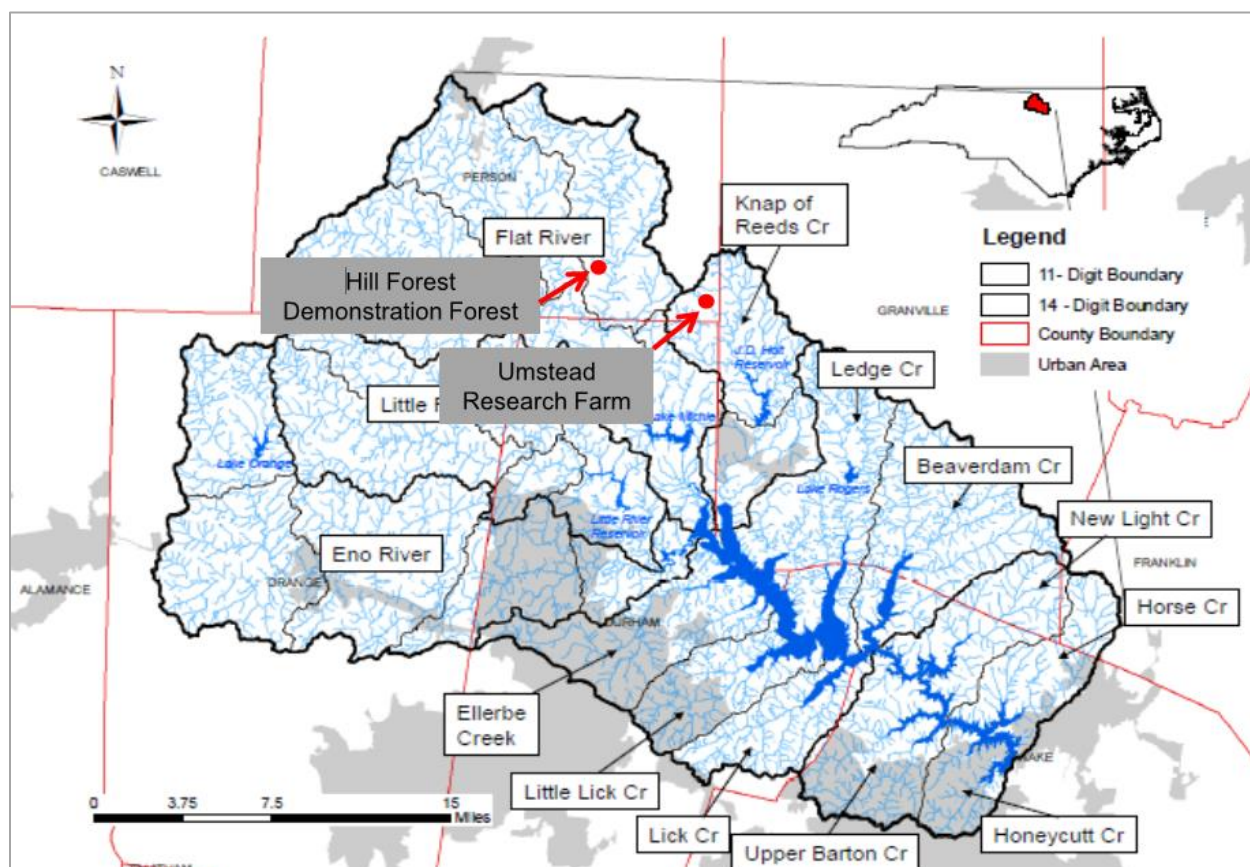 N
CASWELL
PERSON
Knap of
Reeds Cr
Flat River
Legend
11- Digit Boundary
14 - Digit Boundary
County Boundary
Urban Area
Hill Forest
Demonstration Forest
GRANVILLE
Umstead
Research Farm
J.D. Holt
Reservoir
Ledge Cr
Little
Lake Michie
Beaverdam Cr
Lake Orange
Lake Rogers
New Light Cr
Little River
Reservoir
Eno River
FRANKLIN
ALAMANCE
ORANGE
Horse Cr
DURHAM
Ellerbe
Creek
WAKE
Little Lick Cr
0 3.75 7.5 15
Miles
Lick Cr
Honeycutt Cr
Upper Barton Cr